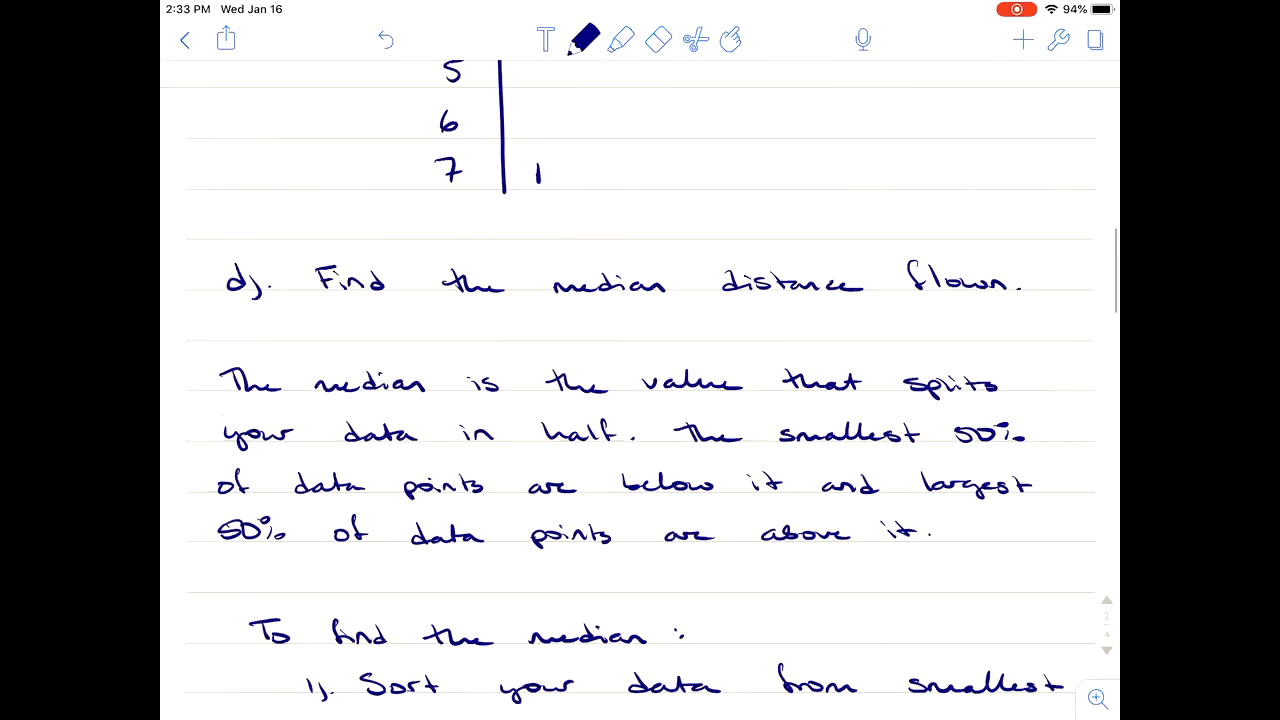 2:33 PM Wed Jan 16
94%
T
5
6
7 1
d). Find the median distance flown.
The median is the value that splits
your data in half. The smallest 50%
of data points are below it and largest
50% of data points are above it.
2
4
To find the median :
1). Sort your data from smallest